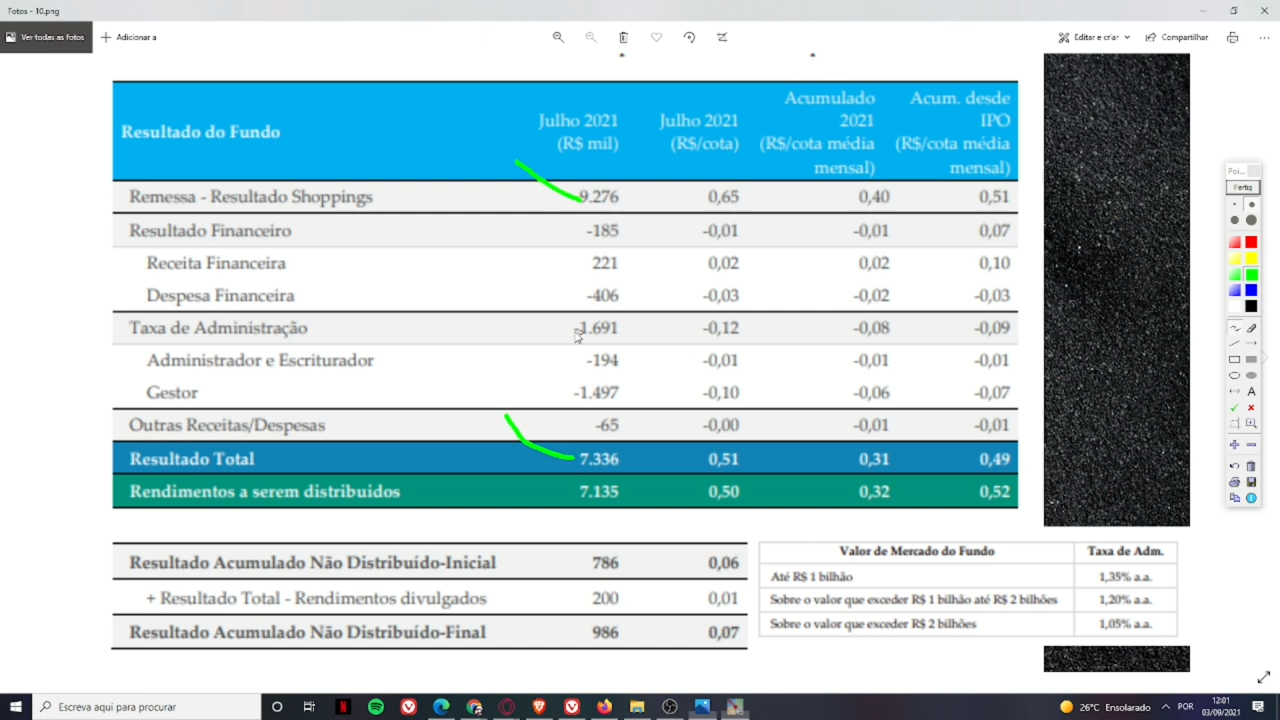 Fotos - 10.png
Ver todas as fotos
Adicionar a
Editar e criar
Compartilhar
Resultado do Fundo Julho 2021 (R$ mil) Julho 2021 (R$/cota) Acumulado 2021 (R$/cota média mensal) Acum. desde IPO (R$/cota média mensal)
Remessa - Resultado Shoppings 9.276 0,65 0,40 0,51
Resultado Financeiro -185 -0,01 -0,01 0,07
Receita Financeira 221 0,02 0,02 0,10
Despesa Financeira -406 -0,03 -0,02 -0,03
Taxa de Administração -1.691 -0,12 -0,08 -0,09
Administrador e Escriturador -194 -0,01 -0,01 -0,01
Gestor -1.497 -0,10 -0,06 -0,07
Outras Receitas/Despesas -65 -0,00 -0,01 -0,01
Resultado Total 7.336 0,51 0,31 0,49
Rendimentos a serem distribuidos 7.135 0,50 0,32 0,52
Resultado Acumulado Não Distribuído-Inicial 786 0,06
+ Resultado Total - Rendimentos divulgados 200 0,01
Resultado Acumulado Não Distribuído-Final 986 0,07
Valor de Mercado do Fundo Taxa de Adm.
Até R$ 1 bilhão 1,35% a.a.
Sobre o valor que exceder R$ 1 bilhão até R$ 2 bilhões 1,20% a.a.
Sobre o valor que exceder R$ 2 bilhões 1,05% a.a.
Poi...
Fertig
A
Escreva aqui para procurar
26°C Ensolarado
POR
12:01
03/09/2021